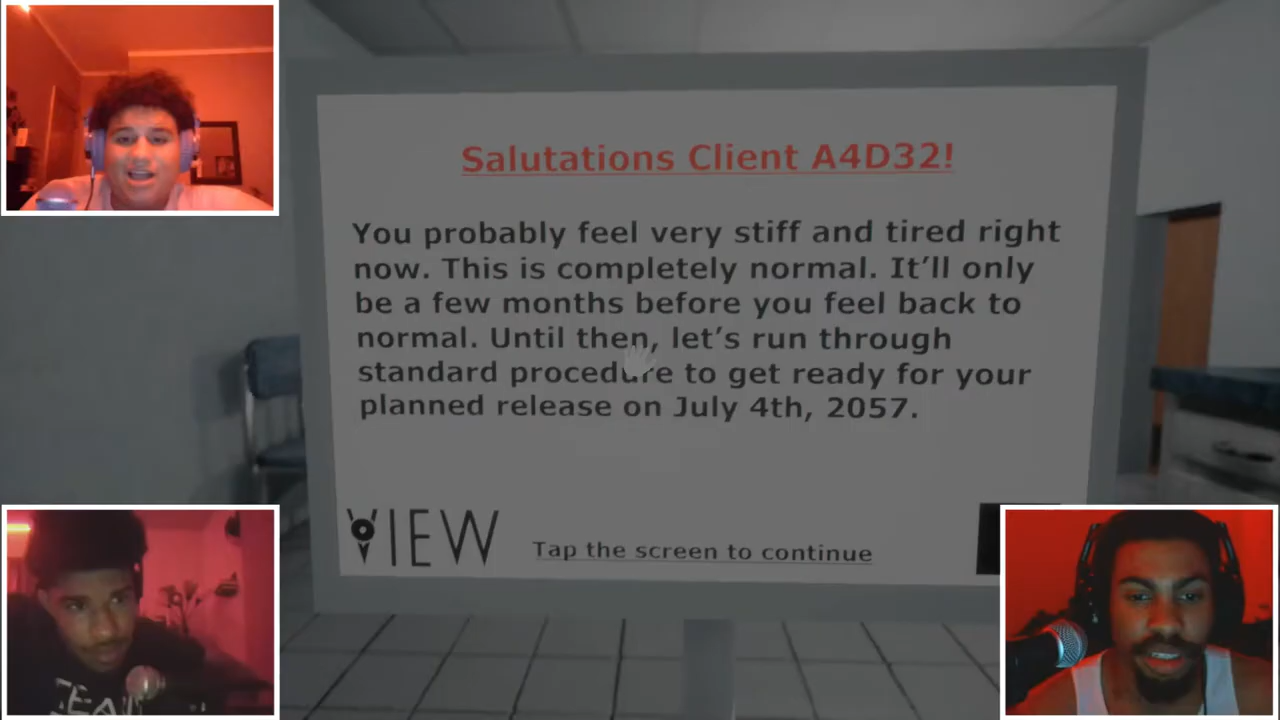 Salutations Client A4D32!
You probably feel very stiff and tired right
now. This is completely normal. It'll only
be a few months before you feel back to
normal. Until then, let's run through
standard procedure to get ready for your
planned release on July 4th, 2057.
VIEW
Tap the screen to continue